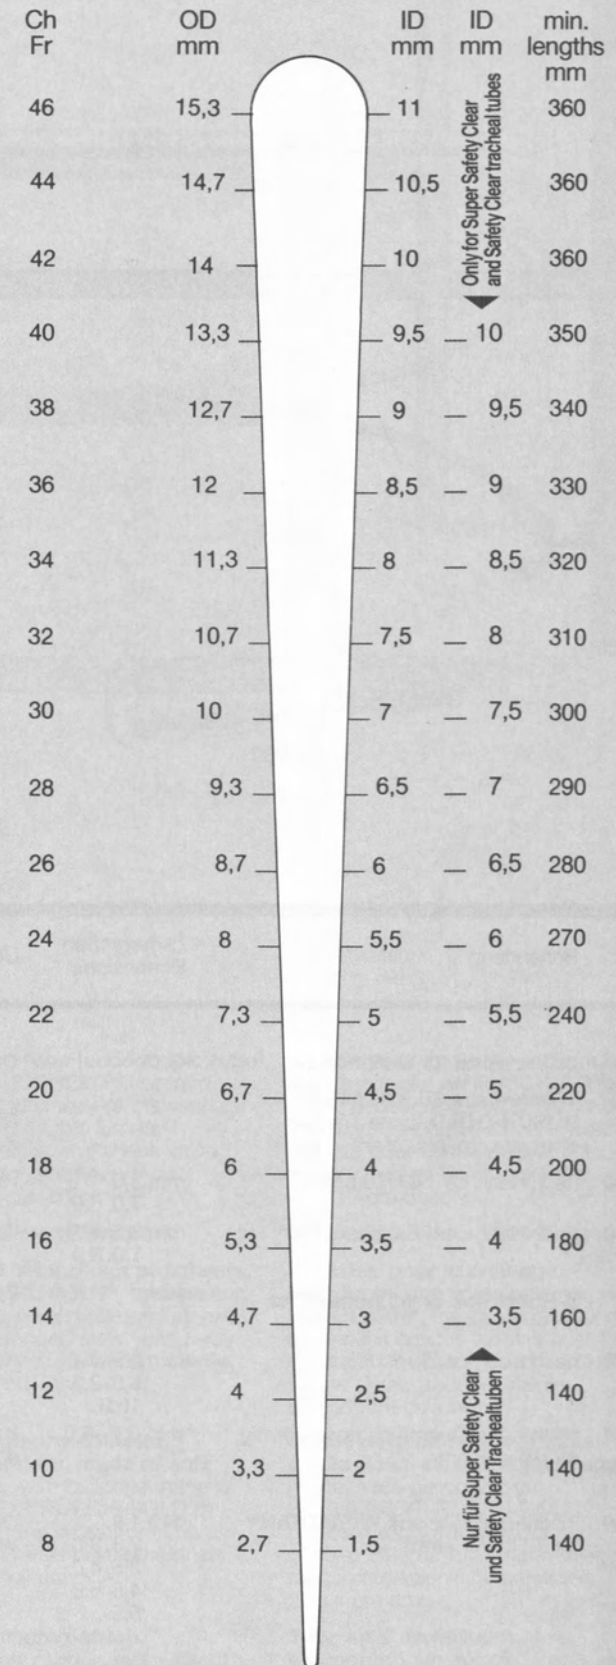 Ch OD ID ID min.
Fr mm mm mm lengths
mm
46 15,3 11 360
44 14,7 10,5 360
42 14 10 360
Only for Super Safety Clear
and Safety Clear tracheal tubes
40 13,3 9,5 10 350
38 12,7 9 9,5 340
36 12 8,5 9 330
34 11,3 8 8,5 320
32 10,7 7,5 8 310
30 10 7 7,5 300
28 9,3 6,5 7 290
26 8,7 6 6,5 280
24 8 5,5 6 270
22 7,3 5 5,5 240
20 6,7 4,5 5 220
18 6 4 4,5 200
16 5,3 3,5 4 180
14 4,7 3 3,5 160
12 4 2,5 140
10 3,3 2 140
8 2,7 1,5 140
Nur für Super Safety Clear
und Safety Clear Trachealtuben